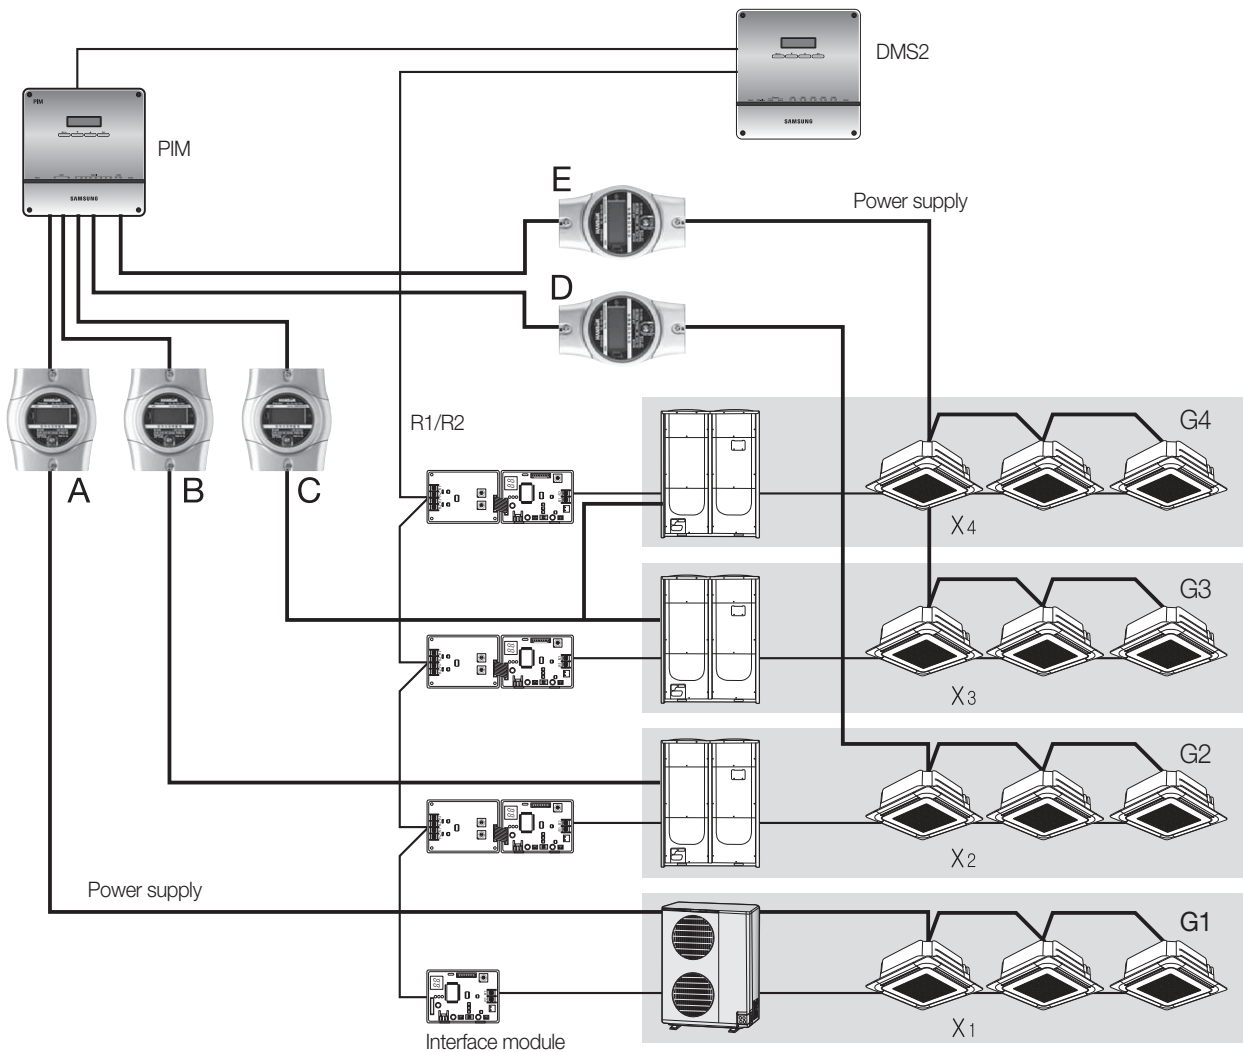 DMS2
SAMSUNG
PIM
PIM
SAMSUNG
E
Power supply
D
A
B
C
R1/R2
G4
X4
G3
X3
G2
X2
Power supply
G1
X1
Interface module